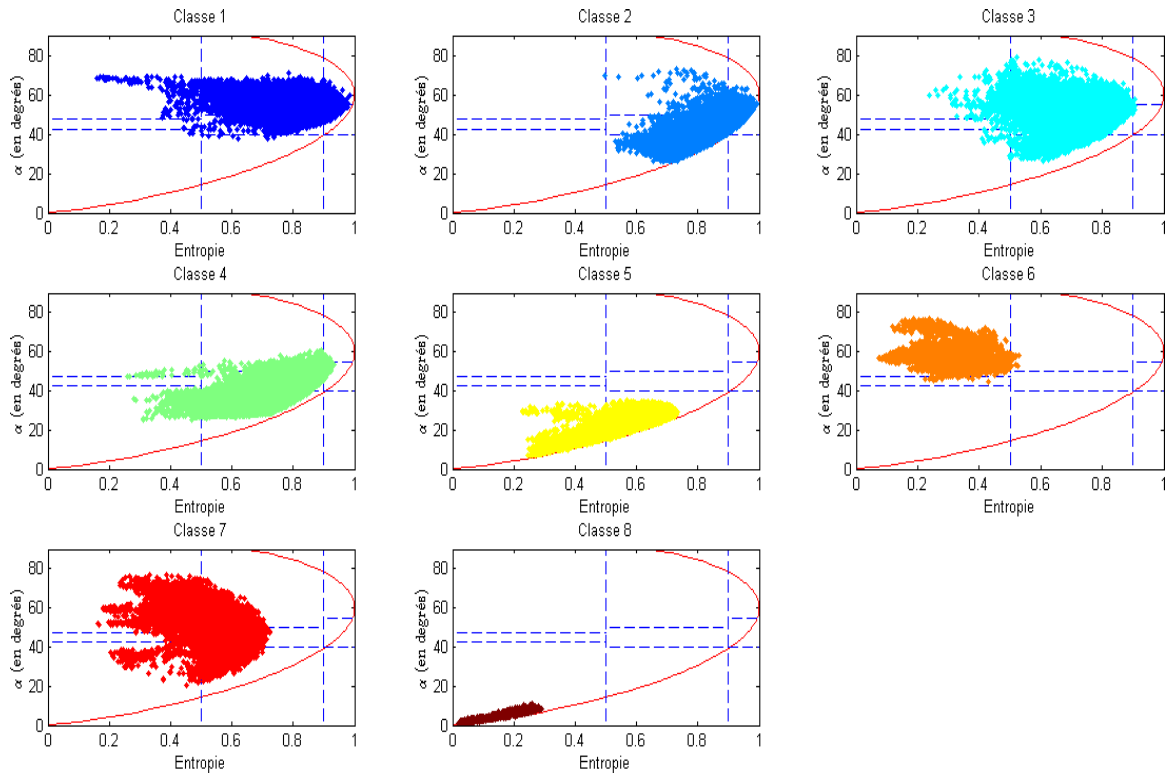 Classe 1
Classe 2
Classe 3
80
60
40
20
0
α (en degrés)
0 0.2 0.4 0.6 0.8 1
Entropie
80
60
40
20
0
α (en degrés)
0 0.2 0.4 0.6 0.8 1
Entropie
80
60
40
20
0
α (en degrés)
0 0.2 0.4 0.6 0.8 1
Entropie
Classe 4
Classe 5
Classe 6
80
60
40
20
0
α (en degrés)
0 0.2 0.4 0.6 0.8 1
Entropie
80
60
40
20
0
α (en degrés)
0 0.2 0.4 0.6 0.8 1
Entropie
80
60
40
20
0
α (en degrés)
0 0.2 0.4 0.6 0.8 1
Entropie
Classe 7
Classe 8
80
60
40
20
0
α (en degrés)
0 0.2 0.4 0.6 0.8 1
Entropie
80
60
40
20
0
α (en degrés)
0 0.2 0.4 0.6 0.8 1
Entropie